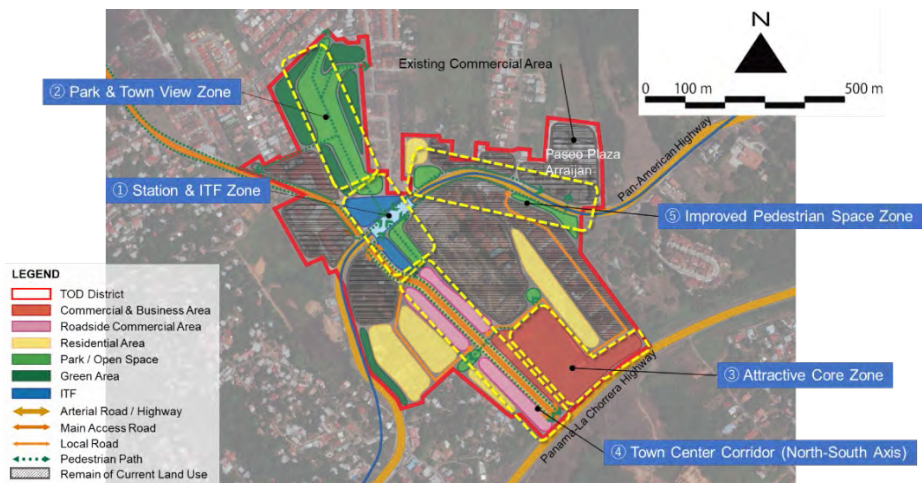 N
0 100 m 500 m
Existing Commercial Area
② Park & Town View Zone
Paseo Plaza
Arraijan
Pan-American Highway
① Station & ITF Zone
⑤ Improved Pedestrian Space Zone
LEGEND
TOD District
Commercial & Business Area
Roadside Commercial Area
Residential Area
Park / Open Space
Green Area
ITF
Arterial Road / Highway
Main Access Road
Local Road
Pedestrian Path
Remain of Current Land Use
③ Attractive Core Zone
Panama-La Chorrera Highway
④ Town Center Corridor (North-South Axis)